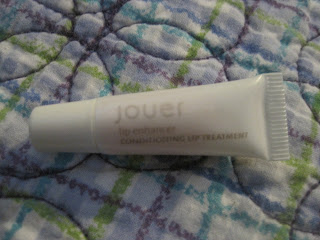 jouer
lip enhancer
CONDITIONING LIP TREATMENT